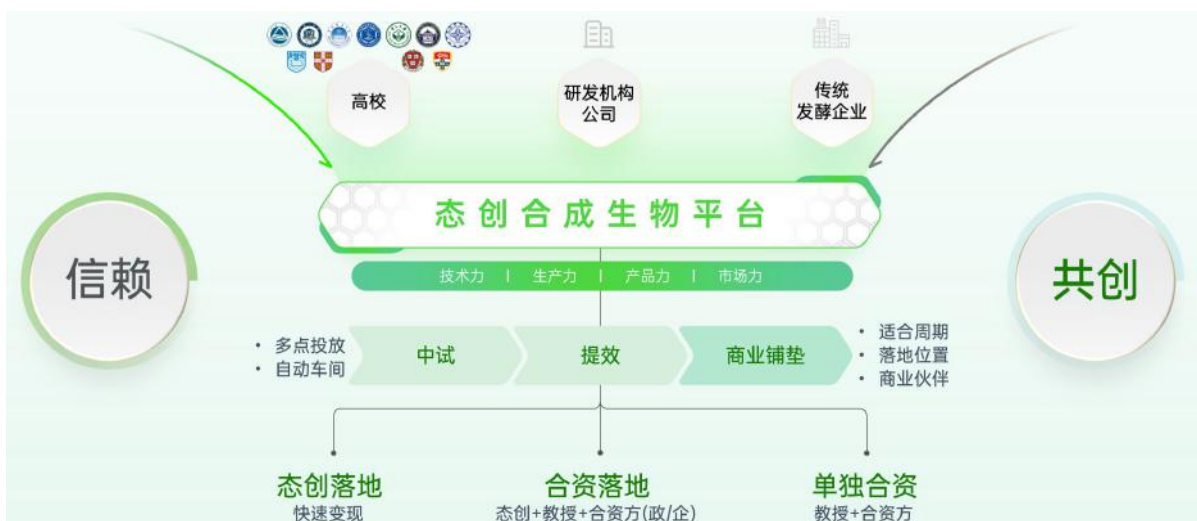 高校
研发机构
公司
传统
发酵企业
态创合成生物平台
技术力 | 生产力 | 产品力 | 市场力
信赖
共创
• 多点投放
• 自动车间
中试
提效
商业铺垫
• 适合周期
• 落地位置
• 商业伙伴
态创落地
快速变现
合资落地
态创+教授+合资方(政/企)
单独合资
教授+合资方